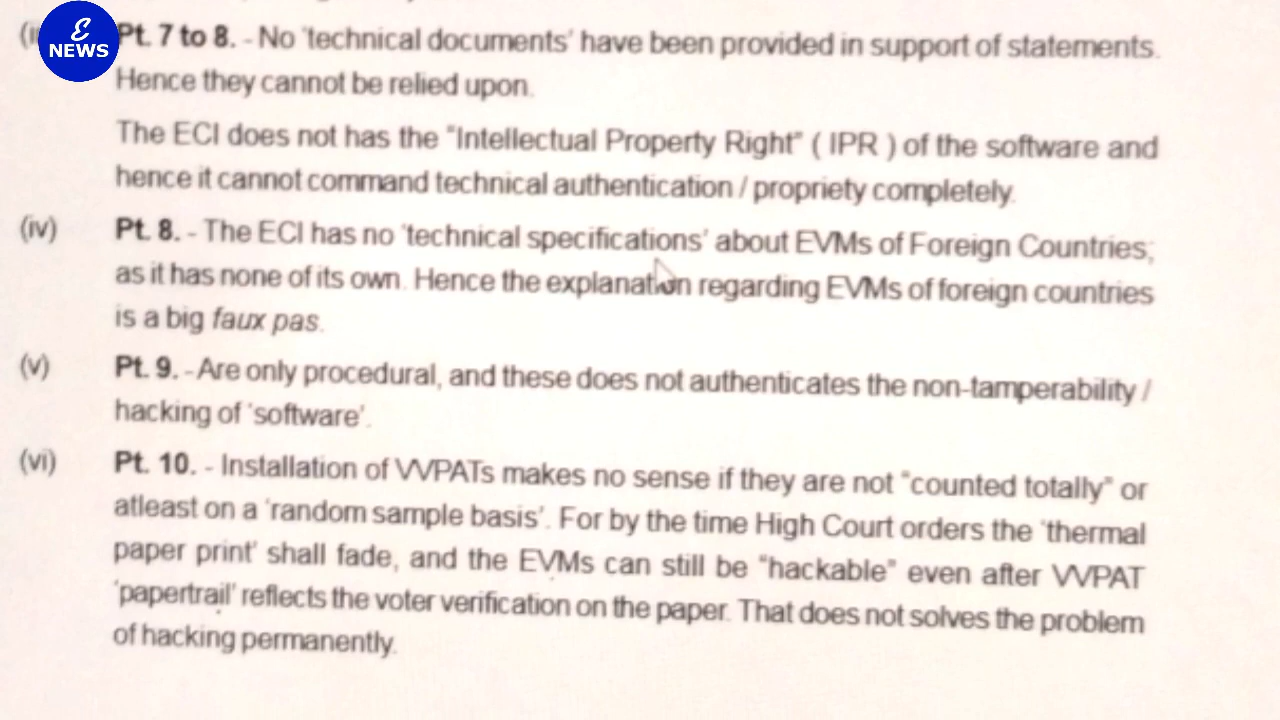 ℰ
NEWS
Pt. 7 to 8. - No 'technical documents' have been provided in support of statements.
Hence they cannot be relied upon.
The ECI does not has the "Intellectual Property Right" ( IPR ) of the software and
hence it cannot command technical authentication / propriety completely.
(iv) Pt. 8. - The ECI has no 'technical specifications' about EVMs of Foreign Countries;
as it has none of its own. Hence the explanation regarding EVMs of foreign countries
is a big faux pas.
(v) Pt. 9. - Are only procedural, and these does not authenticates the non-tamperability /
hacking of 'software'.
(vi) Pt. 10. - Installation of VVPATs makes no sense if they are not "counted totally" or
atleast on a 'random sample basis'. For by the time High Court orders the 'thermal
paper print' shall fade, and the EVMs can still be "hackable" even after VVPAT
'papertrail' reflects the voter verification on the paper. That does not solves the problem
of hacking permanently.